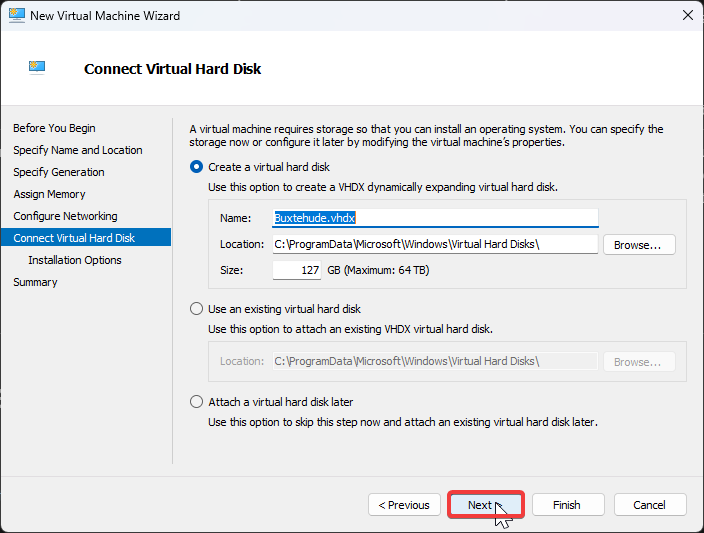 New Virtual Machine Wizard
Connect Virtual Hard Disk
Before You Begin
Specify Name and Location
Specify Generation
Assign Memory
Configure Networking
Connect Virtual Hard Disk
Installation Options
Summary
A virtual machine requires storage so that you can install an operating system. You can specify the
storage now or configure it later by modifying the virtual machine's properties.
Create a virtual hard disk
Use this option to create a VHDX dynamically expanding virtual hard disk.
Name: Buxtehude.vhdx
Location: C:\ProgramData\Microsoft\Windows\Virtual Hard Disks\ Browse...
Size: 127 GB (Maximum: 64 TB)
Use an existing virtual hard disk
Use this option to attach an existing VHDX virtual hard disk.
Location: C:\ProgramData\Microsoft\Windows\Virtual Hard Disks\ Browse...
Attach a virtual hard disk later
Use this option to skip this step now and attach an existing virtual hard disk later.
< Previous Next > Finish Cancel